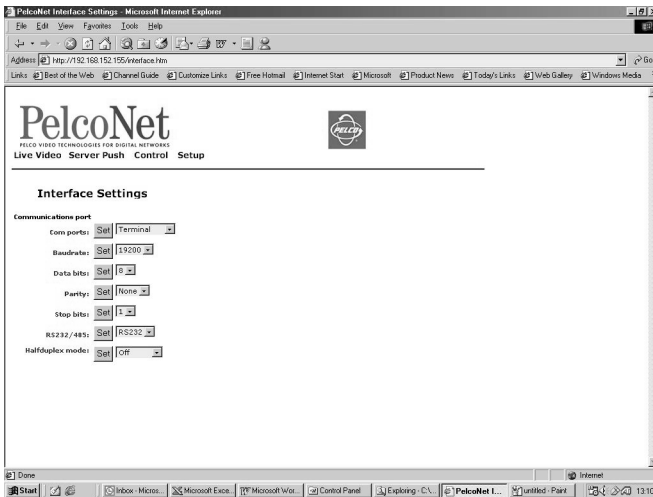 PelcoNet Interface Settings - Microsoft Internet Explorer
File Edit View Favorites Tools Help
Address http://192.168.152.155/interface.htm Go
Links Best of the Web Channel Guide Customize Links Free Hotmail Internet Start Microsoft Product News Today's Links Web Gallery Windows Media
PelcoNet
PELCO VIDEO TECHNOLOGIES FOR DIGITAL NETWORKS
PELCO
Live Video Server Push Control Setup
Interface Settings
Communications port
Com ports: Set Terminal
Baudrate: Set 19200
Data bits: Set 8
Parity: Set None
Stop bits: Set 1
RS232/485: Set RS232
Halfduplex mode: Set Off
Done Internet
Start Inbox - Micros... Microsoft Exce... Microsoft Wor... Control Panel Exploring - C:\... PelcoNet I... untitled - Paint 13:10